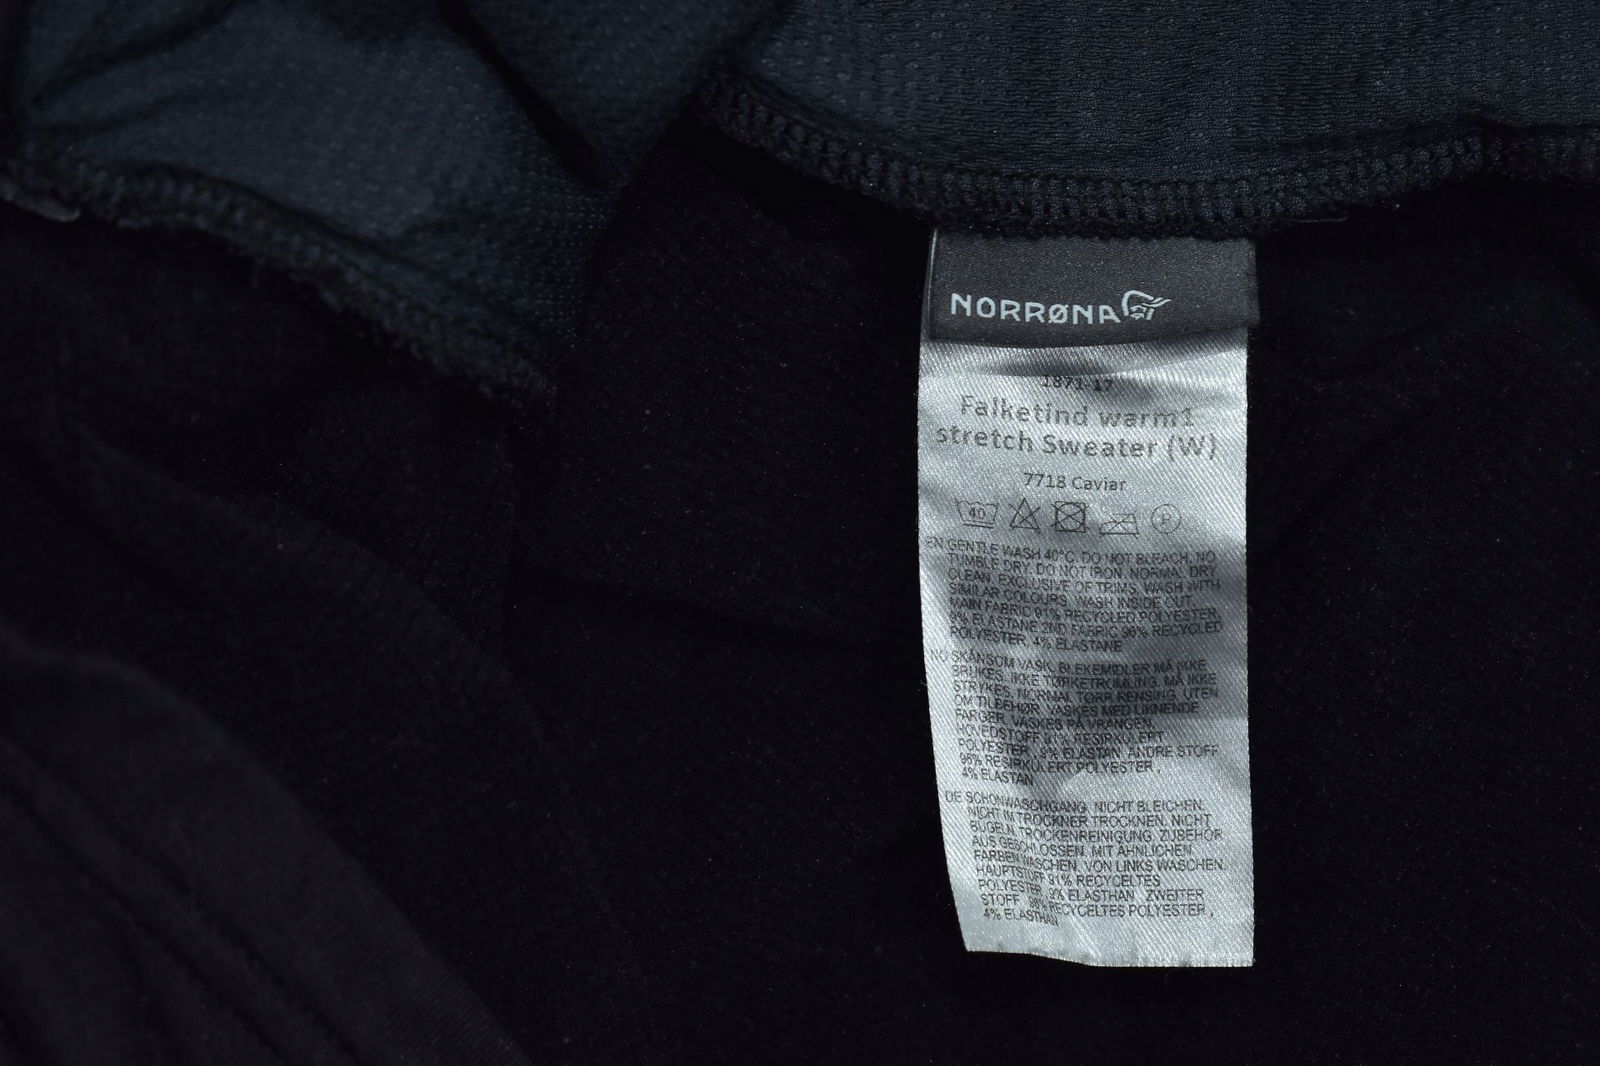 NORRØNA
1871-17
Falketind warm1
stretch Sweater (W)
7718 Caviar
40
P
EN GENTLE WASH 40°C. DO NOT BLEACH. NO
TUMBLE DRY. DO NOT IRON. NORMAL DRY
CLEAN. EXCLUSIVE OF TRIMS. WASH WITH
SIMILAR COLOURS. WASH INSIDE OUT.
MAIN FABRIC 91% RECYCLED POLYESTER,
9% ELASTANE 2ND FABRIC 96% RECYCLED
POLYESTER, 4% ELASTANE
NO SKÅNSOM VASK. BLEKEMIDLER MÅ IKKE
BRUKES. IKKE TØRKETROMLING. MÅ IKKE
STRYKES. NORMAL TØRR RENSING. UTEN
OM TILBEHØR. VASKES MED LIKNENDE
FARGER. VASKES PÅ VRANGEN.
HOVEDSTOFF 91% RESIRKULERT
POLYESTER, 9% ELASTAN ANDRE STOFF
96% RESIRKULERT POLYESTER,
4% ELASTAN
DE SCHONWASCHGANG. NICHT BLEICHEN.
NICHT IN TROCKNER TROCKNEN. NICHT
BÜGELN. TROCKENREINIGUNG. ZUBEHÖR
AUS GESCHLOSSEN. MIT ÄHNLICHEN
FARBEN WASCHEN. VON LINKS WASCHEN.
HAUPTSTOFF 91% RECYCELTES
POLYESTER, 9% ELASTHAN ZWEITER
STOFF 96% RECYCELTES POLYESTER,
4% ELASTHAN